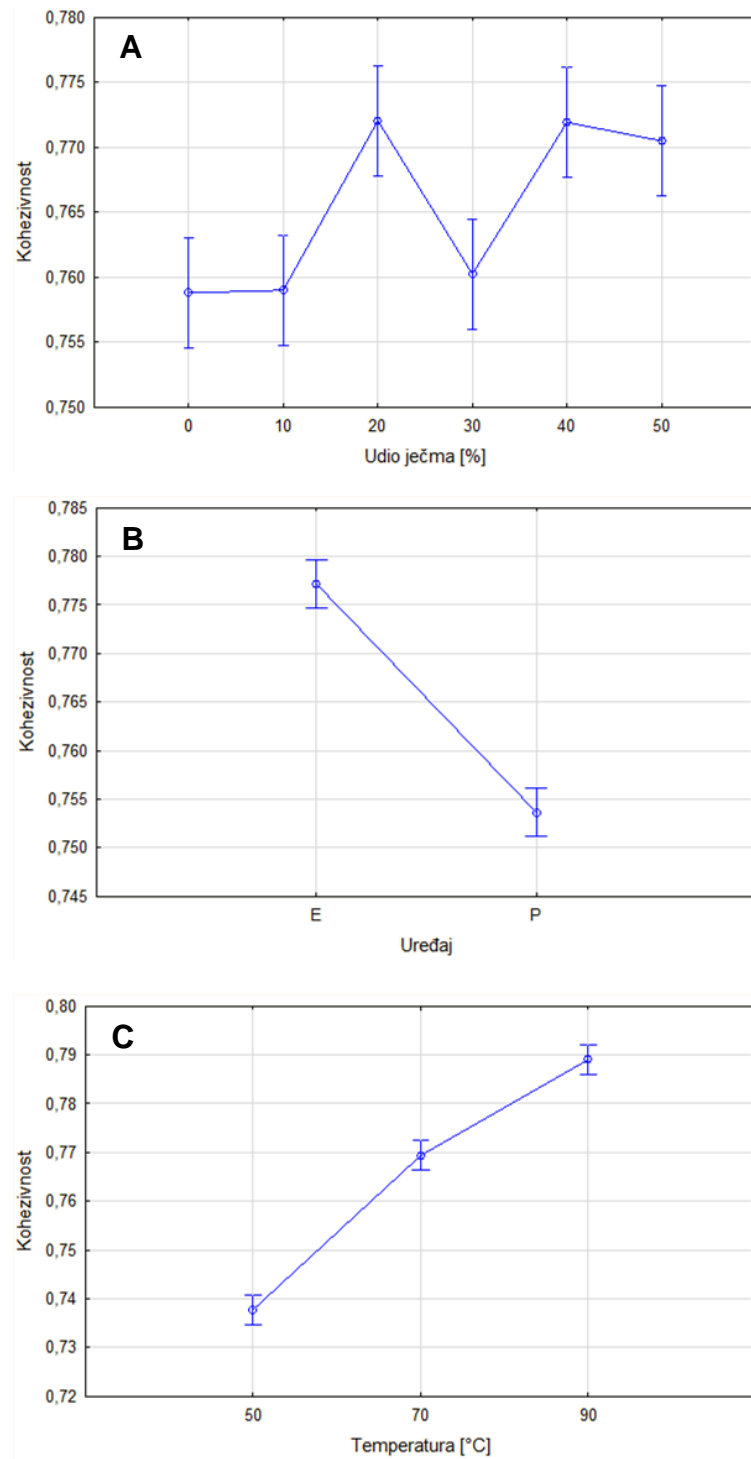 A
Kohezivnost
0,780
0,775
0,770
0,765
0,760
0,755
0,750
0 10 20 30 40 50
Udio ječma [%]
B
Kohezivnost
0,785
0,780
0,775
0,770
0,765
0,760
0,755
0,750
0,745
E P
Uređaj
C
Kohezivnost
0,80
0,79
0,78
0,77
0,76
0,75
0,74
0,73
0,72
50 70 90
Temperatura [°C]